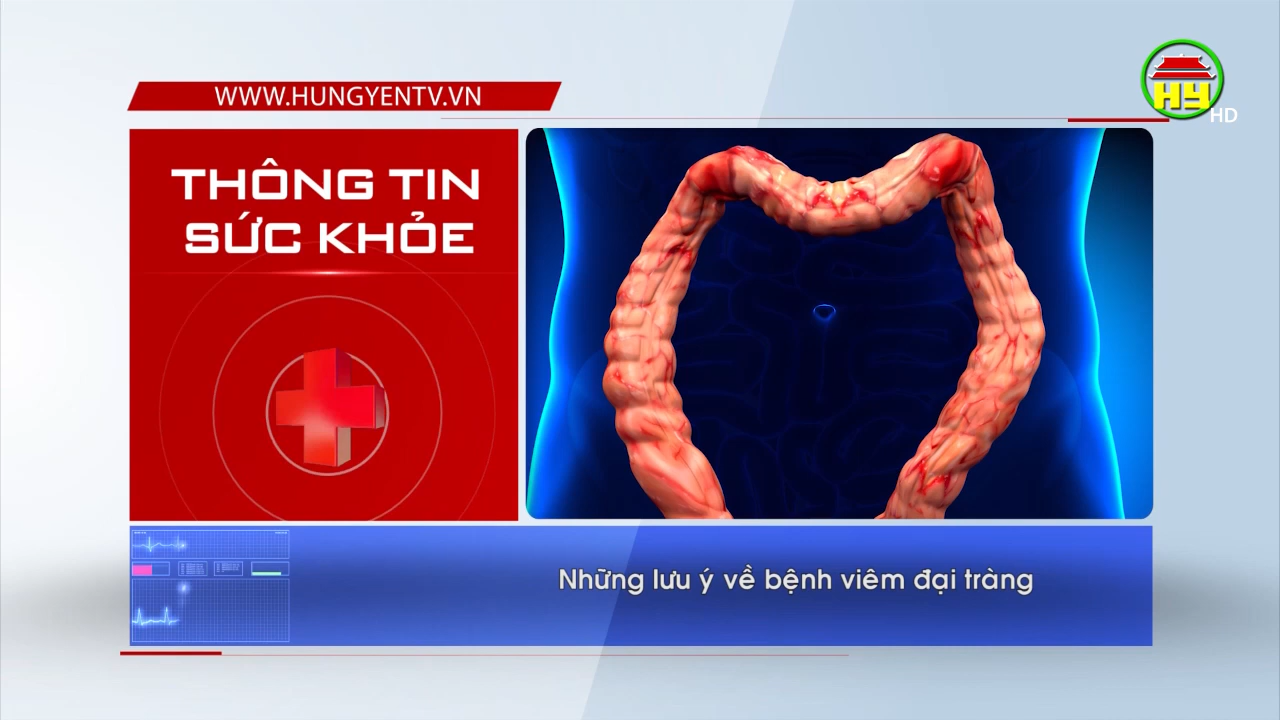 WWW.HUNGYENTV.VN
HY
HD
THÔNG TIN
SỨC KHỎE
Những lưu ý về bệnh viêm đại tràng